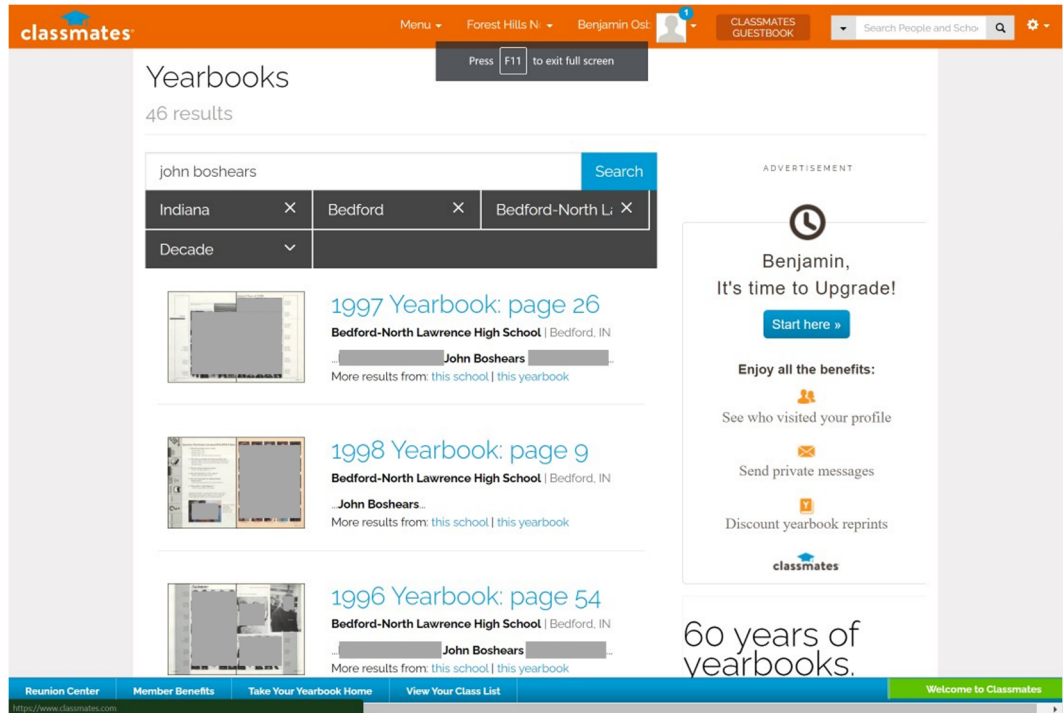 classmates
Menu
Forest Hills N
Benjamin Ost
1
CLASSMATES
GUESTBOOK
Search People and Scho
Press F11 to exit full screen
Yearbooks
46 results
john boshears
Search
Indiana
Bedford
Bedford-North L
Decade
1997 Yearbook: page 26
Bedford-North Lawrence High School | Bedford, IN
... John Boshears ...
More results from: this school | this yearbook
1998 Yearbook: page 9
Bedford-North Lawrence High School | Bedford, IN
...John Boshears...
More results from: this school | this yearbook
1996 Yearbook: page 54
Bedford-North Lawrence High School | Bedford, IN
... John Boshears ...
More results from: this school | this yearbook
ADVERTISEMENT
Benjamin,
It's time to Upgrade!
Start here »
Enjoy all the benefits:
See who visited your profile
Send private messages
Y
Discount yearbook reprints
classmates
60 years of
yearbooks.
Reunion Center
Member Benefits
Take Your Yearbook Home
View Your Class List
Welcome to Classmates
https://www.classmates.com